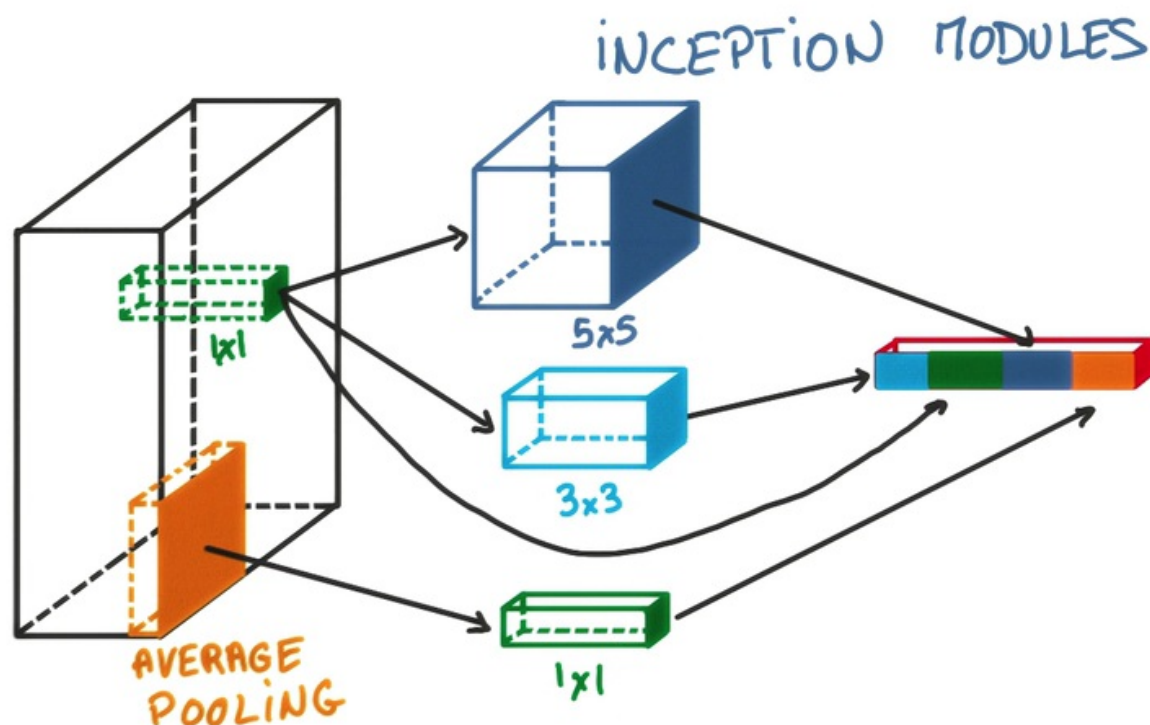 INCEPTION MODULES
1x1
5x5
3x3
1x1
AVERAGE
POOLING